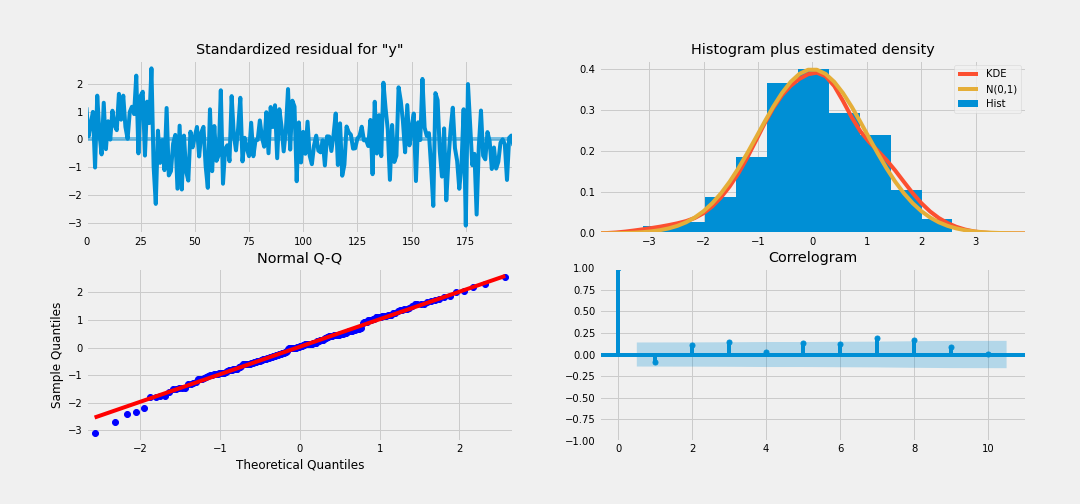 Standardized residual for "y"
2
1
0
−1
−2
−3
0 25 50 75 100 125 150 175
Histogram plus estimated density
KDE
N(0,1)
Hist
0.4
0.3
0.2
0.1
0.0
−3 −2 −1 0 1 2 3
Normal Q-Q
Sample Quantiles
2
1
0
−1
−2
−3
−2 −1 0 1 2
Theoretical Quantiles
Correlogram
1.00
0.75
0.50
0.25
0.00
−0.25
−0.50
−0.75
−1.00
0 2 4 6 8 10